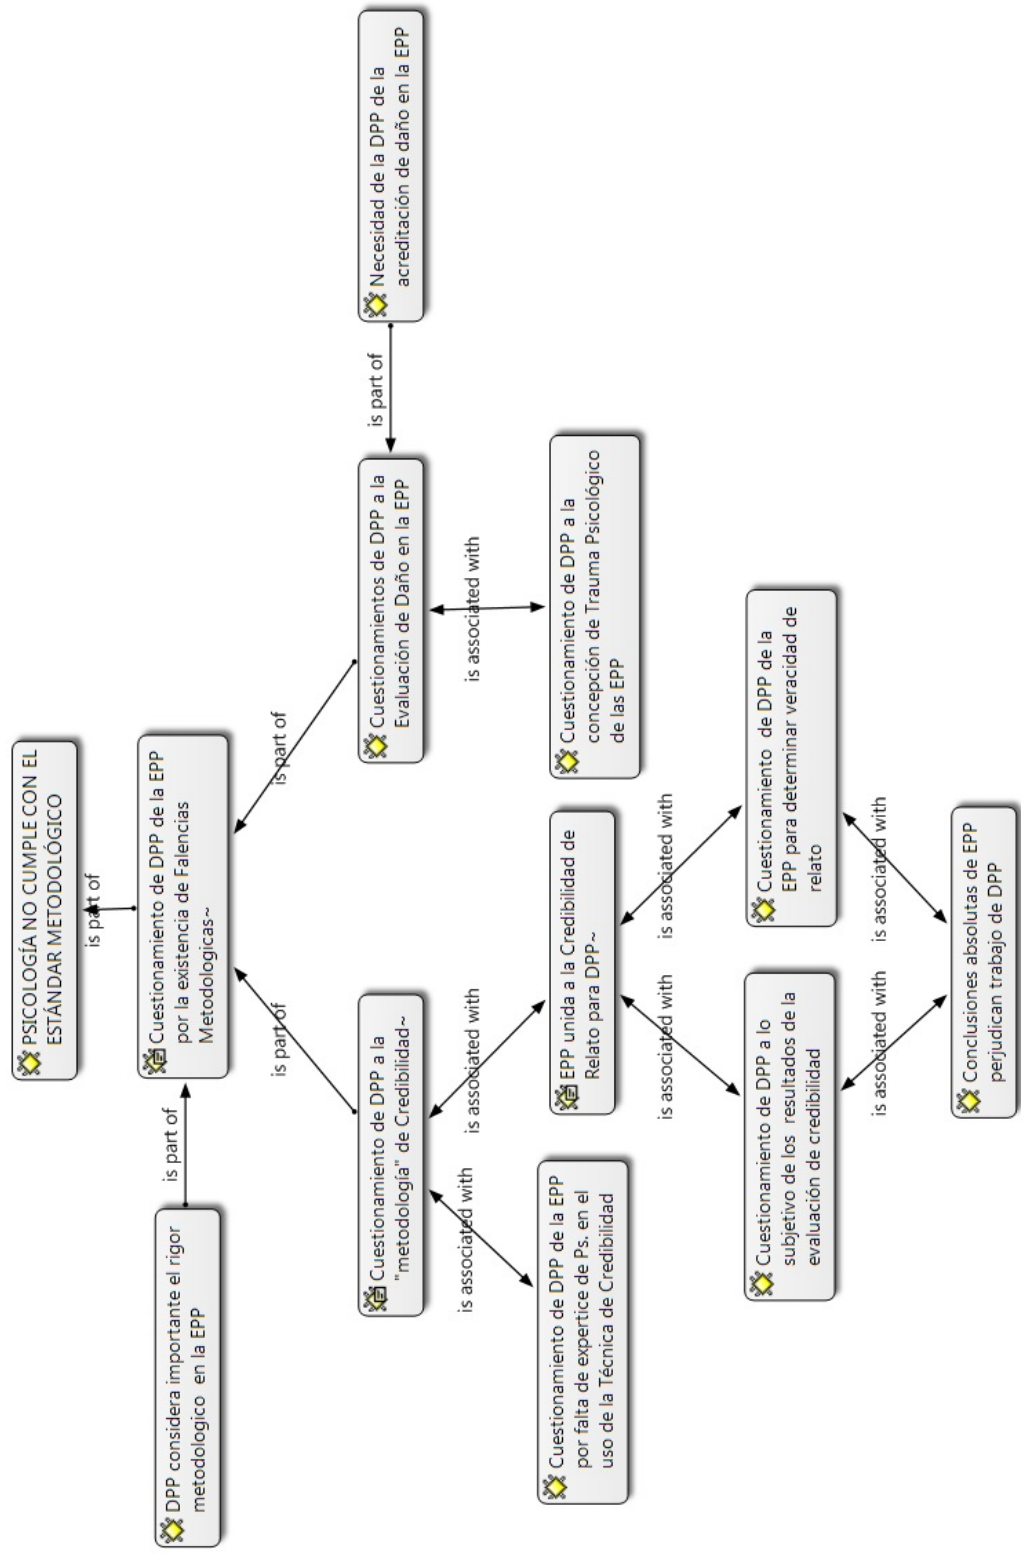 PSICOLOGÍA NO CUMPLE CON EL
ESTÁNDAR METODOLÓGICO
is part of
DPP considera importante el rigor
metodologico en la EPP
is part of
Cuestionamiento de DPP de la EPP
por la existencia de Falencias
Metodologicas~
is part of
is part of
Cuestionamiento de DPP a la
"metodología" de Credibilidad~
Cuestionamientos de DPP a la
Evaluación de Daño en la EPP
is part of
Necesidad de la DPP de la
acreditación de daño en la EPP
is associated with
is associated with
is associated with
Cuestionamiento de DPP de la EPP
por falta de expertice de Ps. en el
uso de la Técnica de Credibilidad
EPP unida a la Credibilidad de
Relato para DPP~
Cuestionamiento de DPP a la
concepción de Trauma Psicológico
de las EPP
is associated with
is associated with
Cuestionamiento de DPP a lo
subjetivo de los resultados de la
evaluación de credibilidad
Cuestionamiento de DPP de la
EPP para determinar veracidad de
relato
is associated with
is associated with
Conclusiones absolutas de EPP
perjudican trabajo de DPP